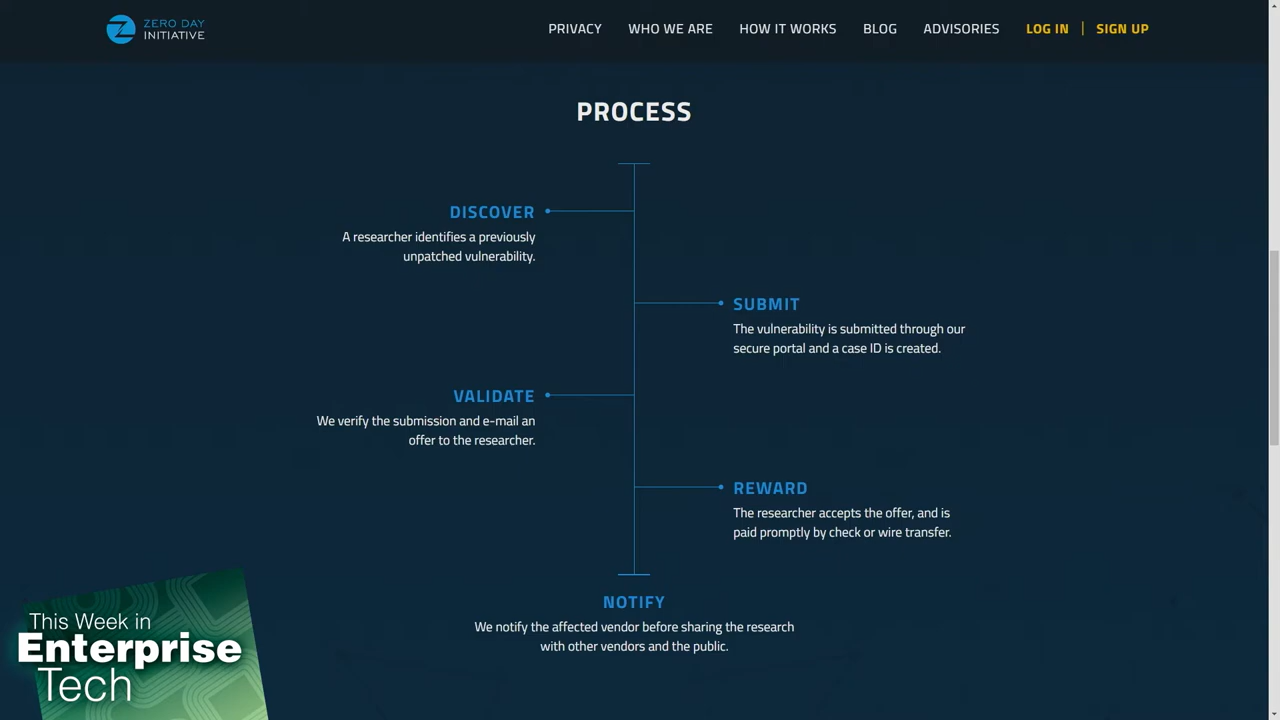 ZERO DAY
INITIATIVE
PRIVACY
WHO WE ARE
HOW IT WORKS
BLOG
ADVISORIES
LOG IN
SIGN UP
PROCESS
DISCOVER
A researcher identifies a previously
unpatched vulnerability.
SUBMIT
The vulnerability is submitted through our
secure portal and a case ID is created.
VALIDATE
We verify the submission and e-mail an
offer to the researcher.
REWARD
The researcher accepts the offer, and is
paid promptly by check or wire transfer.
NOTIFY
We notify the affected vendor before sharing the research
with other vendors and the public.
This Week in
Enterprise
Tech